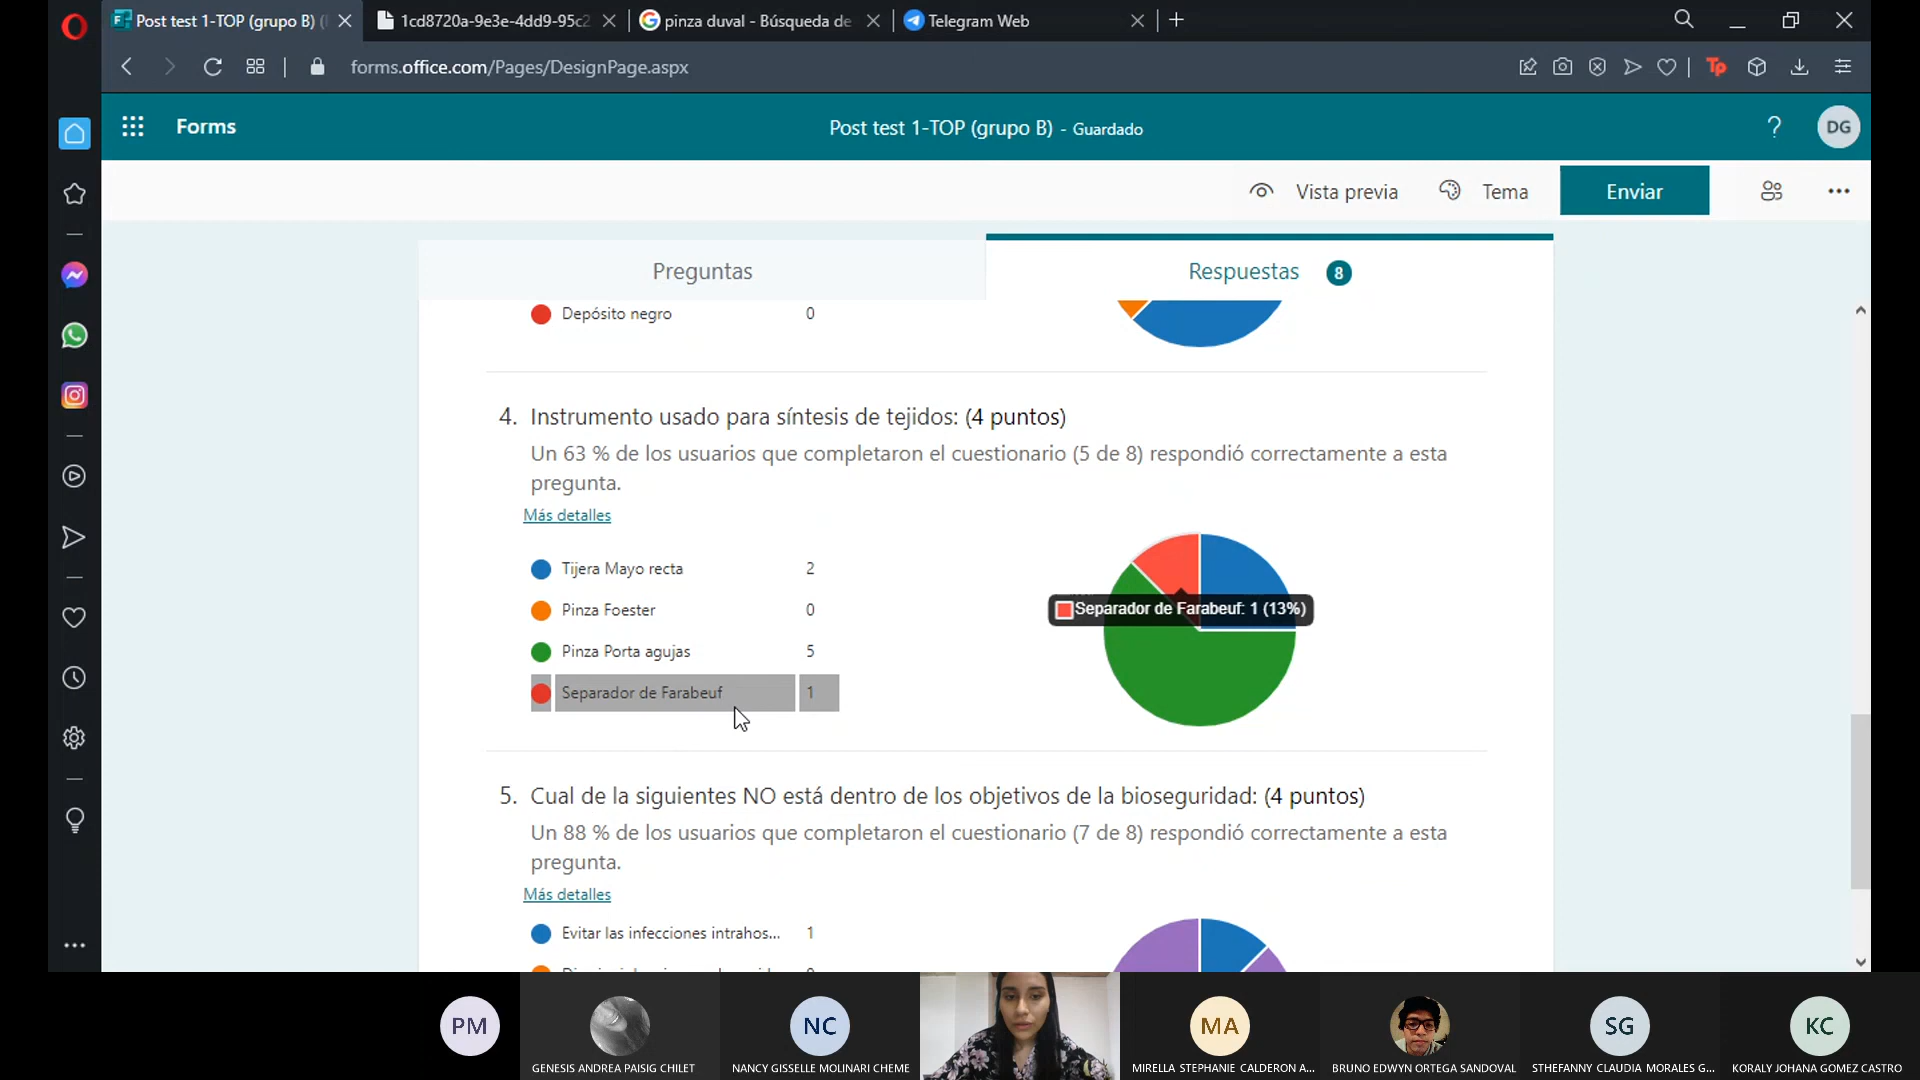 Post test 1-TOP (grupo B) (
1cd8720a-9e3e-4dd9-95c2
pinza duval - Búsqueda de
Telegram Web
forms.office.com/Pages/DesignPage.aspx
Tp
Forms
Post test 1-TOP (grupo B) - Guardado
?
DG
Vista previa
Tema
Enviar
Preguntas
Respuestas 8
Depósito negro 0
4. Instrumento usado para síntesis de tejidos: (4 puntos)
Un 63 % de los usuarios que completaron el cuestionario (5 de 8) respondió correctamente a esta
pregunta.
Más detalles
Tijera Mayo recta 2
Pinza Foester 0
Pinza Porta agujas 5
Separador de Farabeuf 1
Separador de Farabeuf: 1 (13%)
5. Cual de la siguientes NO está dentro de los objetivos de la bioseguridad: (4 puntos)
Un 88 % de los usuarios que completaron el cuestionario (7 de 8) respondió correctamente a esta
pregunta.
Más detalles
Evitar las infecciones intrahos... 1
PM
GENESIS ANDREA PAISIG CHILET
NC
NANCY GISSELLE MOLINARI CHEME
MA
MIRELLA STEPHANIE CALDERON A...
BRUNO EDWYN ORTEGA SANDOVAL
SG
STHEFANNY CLAUDIA MORALES G...
KC
KORALY JOHANA GOMEZ CASTRO